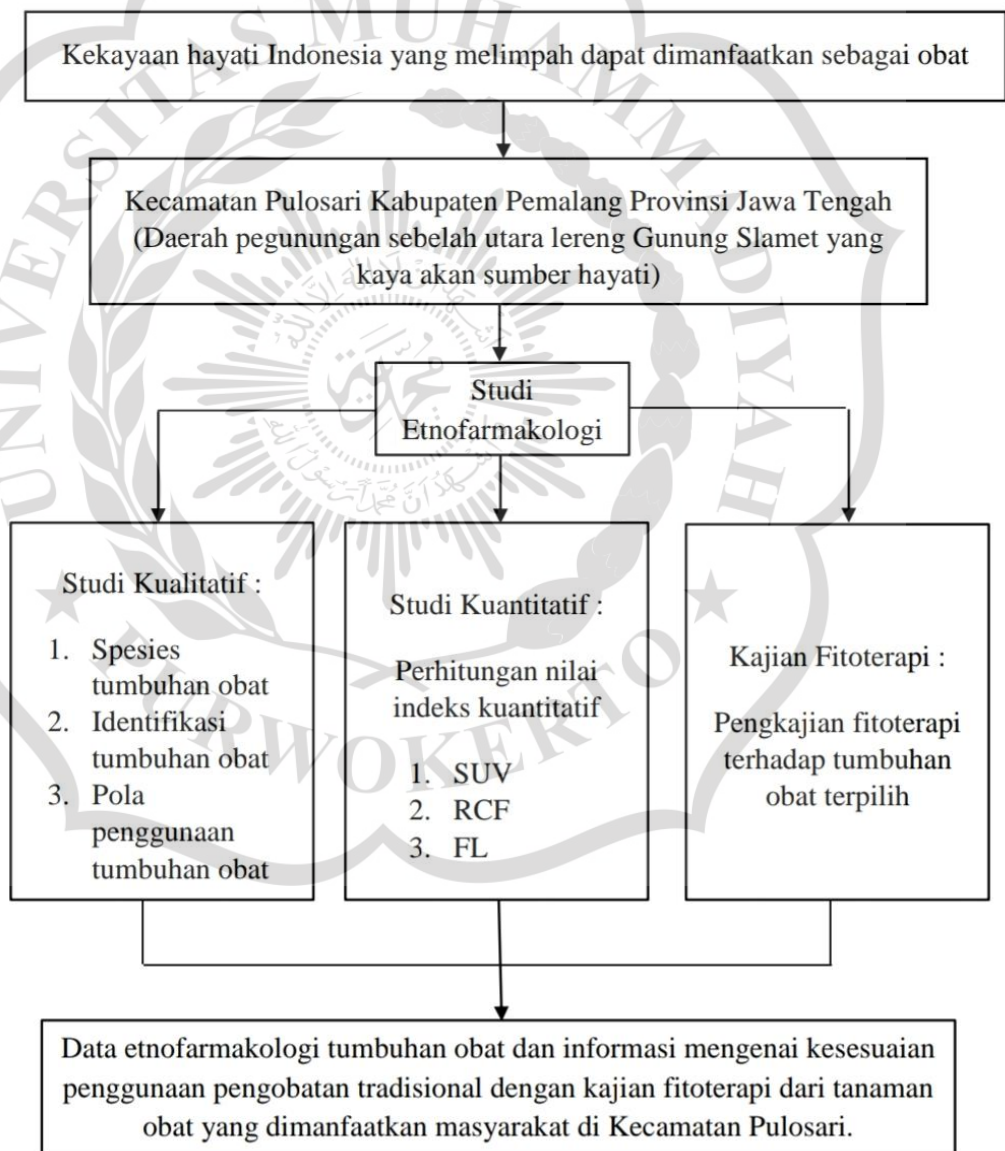 Kekayaan hayati Indonesia yang melimpah dapat dimanfaatkan sebagai obat
Kecamatan Pulosari Kabupaten Pemalang Provinsi Jawa Tengah
(Daerah pegunungan sebelah utara lereng Gunung Slamet yang
kaya akan sumber hayati)
Studi
Etnofarmakologi
Studi Kualitatif :
1. Spesies
tumbuhan obat
2. Identifikasi
tumbuhan obat
3. Pola
penggunaan
tumbuhan obat
Studi Kuantitatif :
Perhitungan nilai
indeks kuantitatif
1. SUV
2. RCF
3. FL
Kajian Fitoterapi :
Pengkajian fitoterapi
terhadap tumbuhan
obat terpilih
Data etnofarmakologi tumbuhan obat dan informasi mengenai kesesuaian
penggunaan pengobatan tradisional dengan kajian fitoterapi dari tanaman
obat yang dimanfaatkan masyarakat di Kecamatan Pulosari.
UNIVERSITAS MUHAMMADIYAH
PURWOKERTO